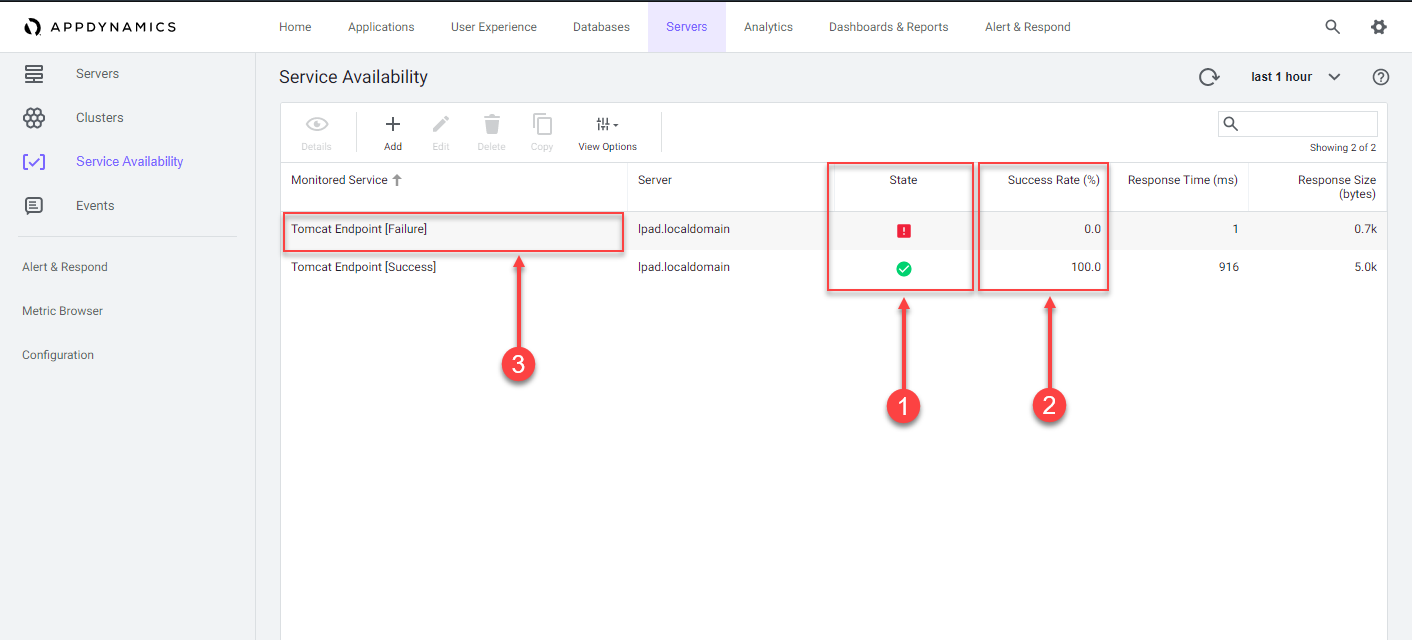 APPDYNAMICS
Home Applications User Experience Databases Servers Analytics Dashboards & Reports Alert & Respond
Servers
Clusters
Service Availability
Events
Alert & Respond
Metric Browser
Configuration
Service Availability
last 1 hour
Details Add Edit Delete Copy View Options
Showing 2 of 2
Monitored Service Server State Success Rate (%) Response Time (ms) Response Size
(bytes)
Tomcat Endpoint [Failure] lpad.localdomain 0.0 1 0.7k
Tomcat Endpoint [Success] lpad.localdomain 100.0 916 5.0k
3
1
2